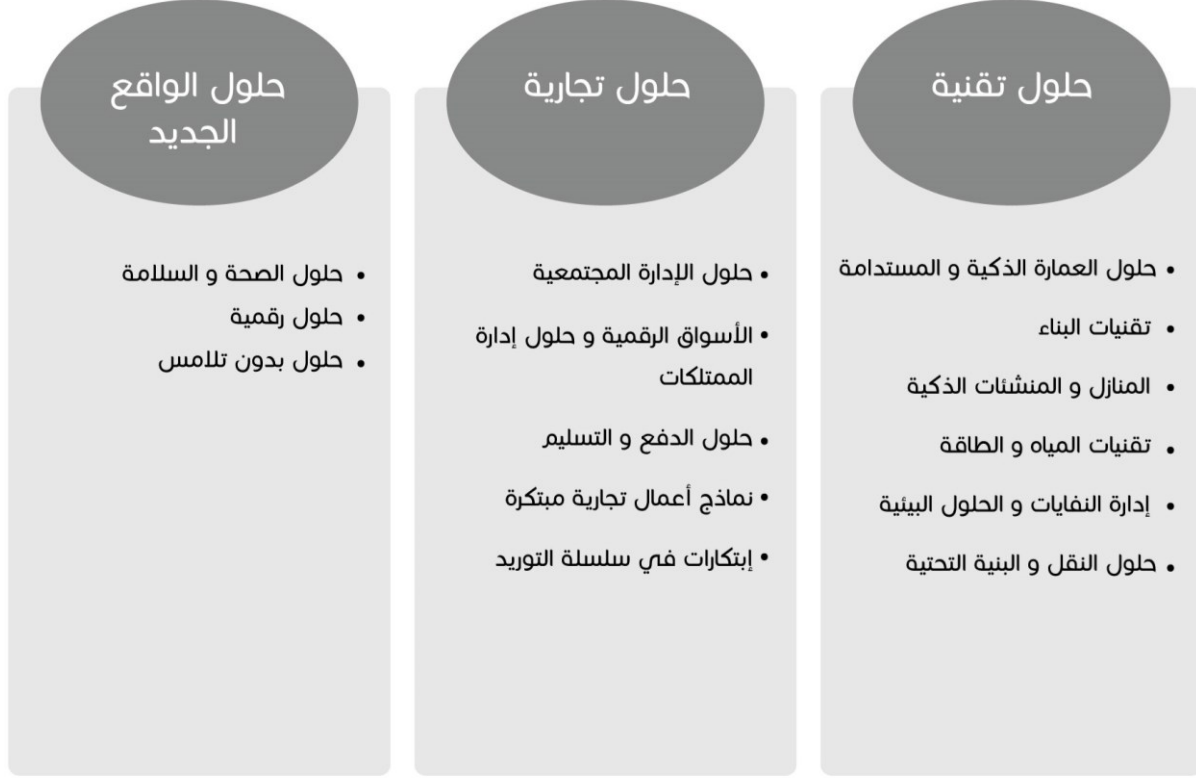 حلول تقنية
• حلول العمارة الذكية و المستدامة
• تقنيات البناء
• المنازل و المنشئات الذكية
• تقنيات المياه و الطاقة
• إدارة النفايات و الحلول البيئية
• حلول النقل و البنية التحتية
حلول تجارية
• حلول الإدارة المجتمعية
• الأسواق الرقمية و حلول إدارة
الممتلكات
• حلول الدفع و التسليم
• نماذج أعمال تجارية مبتكرة
• إبتكارات في سلسلة التوريد
حلول الواقع
الجديد
• حلول الصحة و السلامة
• حلول رقمية
• حلول بدون تلامس